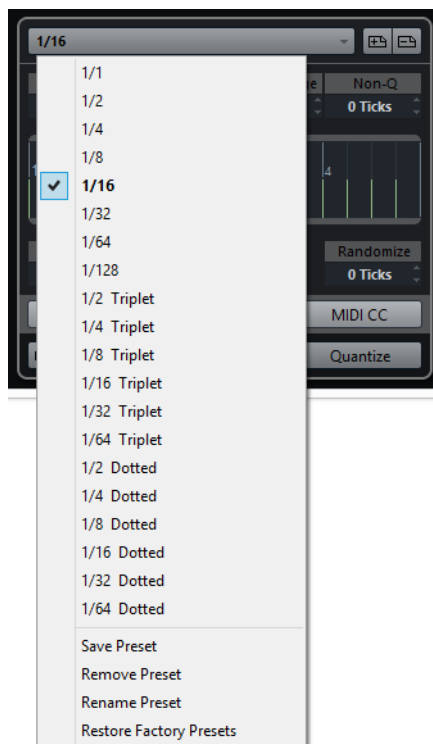 1/16
1/1
1/2
1/4
1/8
1/16
1/32
1/64
1/128
1/2 Triplet
1/4 Triplet
1/8 Triplet
1/16 Triplet
1/32 Triplet
1/64 Triplet
1/2 Dotted
1/4 Dotted
1/8 Dotted
1/16 Dotted
1/32 Dotted
1/64 Dotted
Save Preset
Remove Preset
Rename Preset
Restore Factory Presets
Non-Q
0 Ticks
4
Randomize
0 Ticks
MIDI CC
Quantize